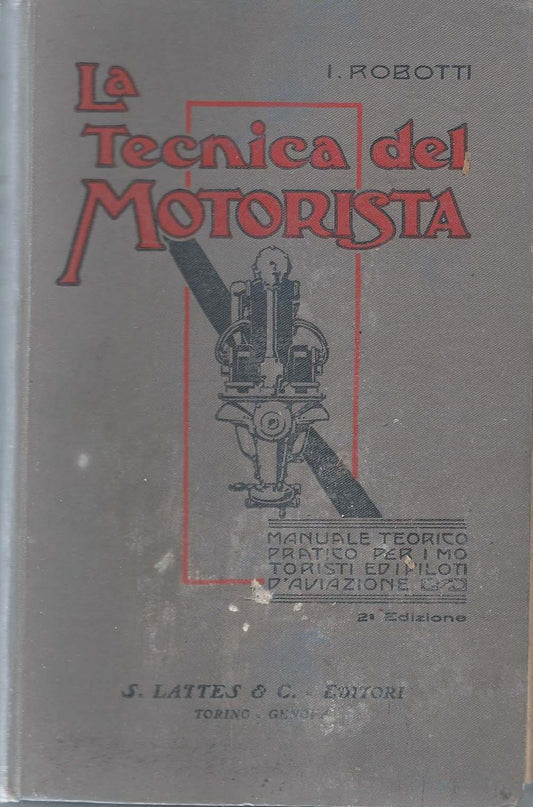 I. ROBOTTI
La
Tecnica del
MOTORISTA
MANUALE TEORICO
PRATICO PER I MO
TORISTI ED I PILOTI
D'AVIAZIONE
2ª Edizione
S. LATTES & C. - EDITORI
TORINO - GENOVA